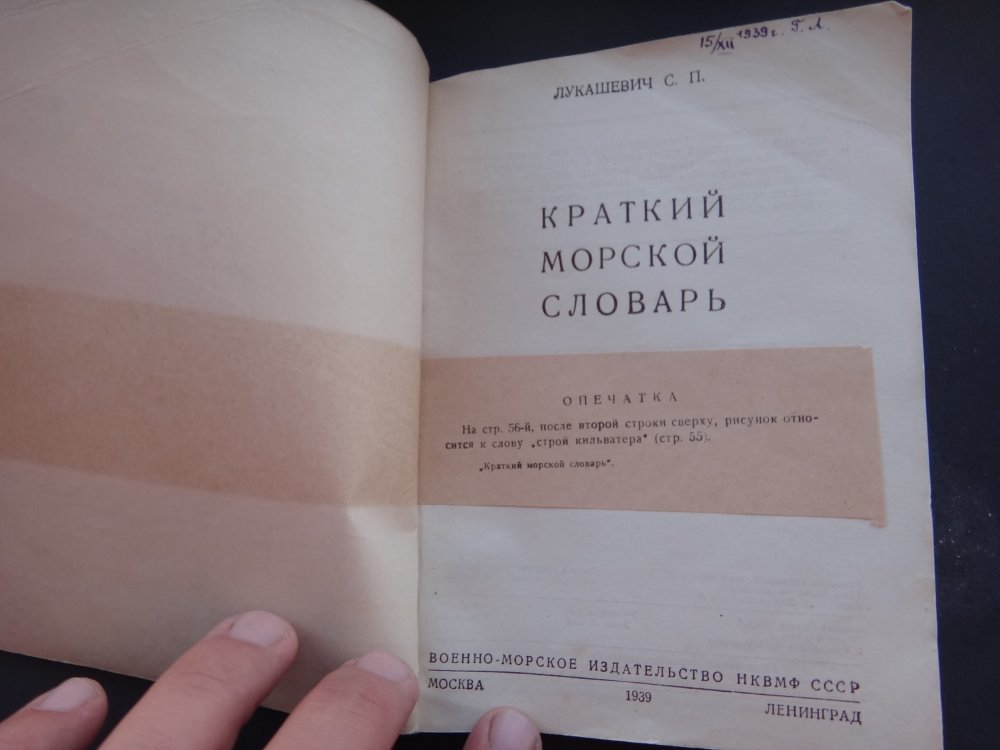 15/XII 1939г. Г. Л.
ЛУКАШЕВИЧ С. П.
КРАТКИЙ
МОРСКОЙ
СЛОВАРЬ
ОПЕЧАТКА
На стр. 56-й, после второй строки сверху, рисунок отно-
сится к слову „строй кильватера" (стр. 55).
„Краткий морской словарь".
ВОЕННО-МОРСКОЕ ИЗДАТЕЛЬСТВО НКВМФ СССР
МОСКВА 1939 ЛЕНИНГРАД